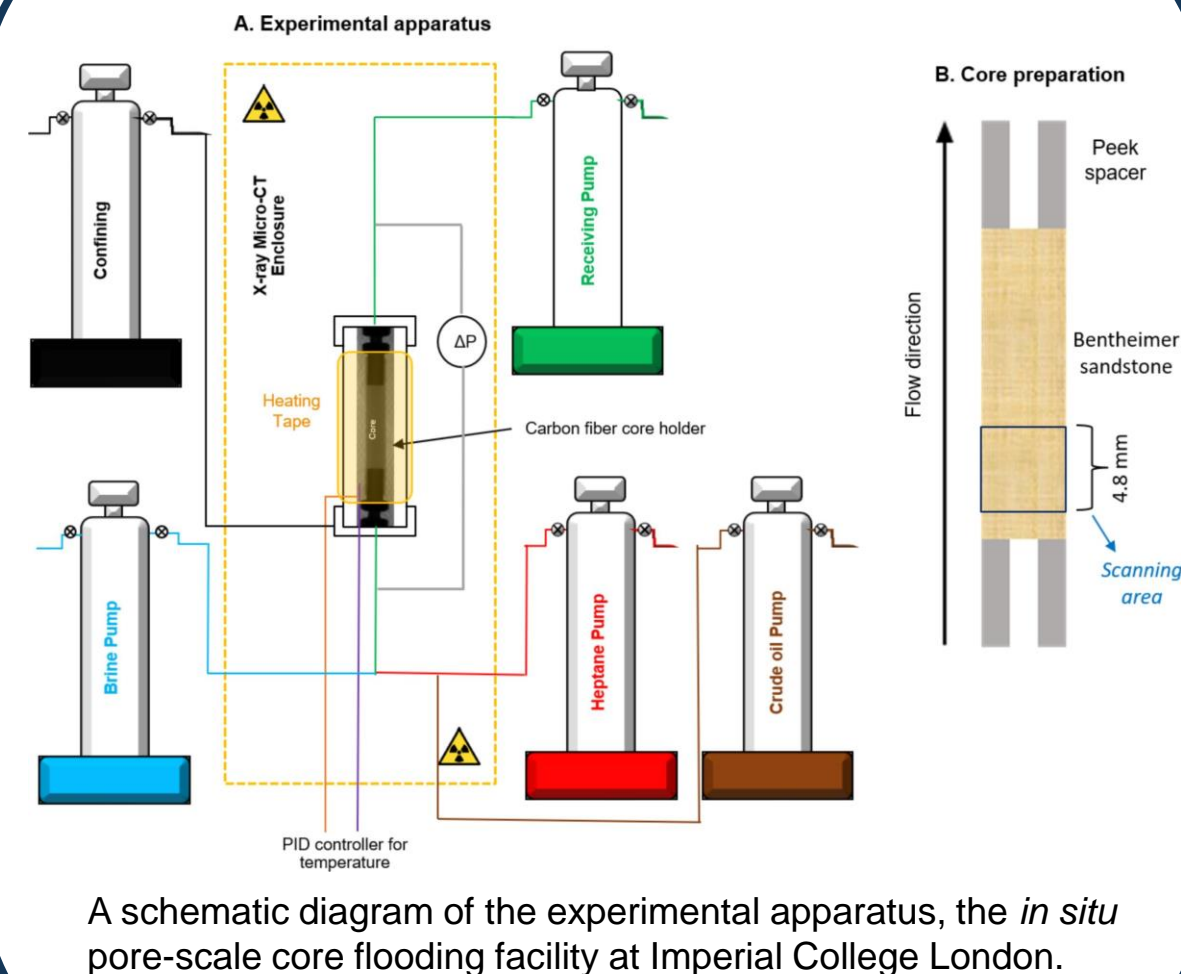 A. Experimental apparatus
Confining
X-ray Micro-CT
Enclosure
Receiving Pump
ΔP
Heating
Tape
Core
Carbon fiber core holder
Brine Pump
Heptane Pump
Crude oil Pump
PID controller for
temperature
B. Core preparation
Peek
spacer
Flow direction
Bentheimer
sandstone
4.8 mm
Scanning
area
A schematic diagram of the experimental apparatus, the in situ
pore-scale core flooding facility at Imperial College London.